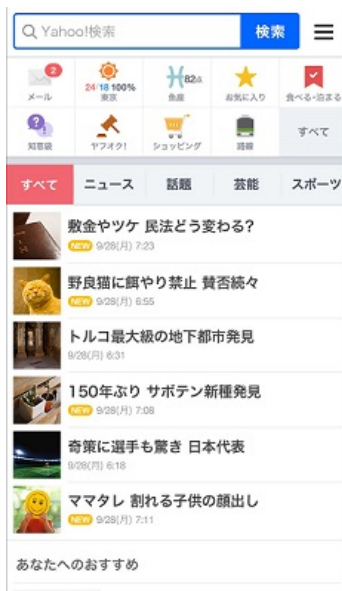 Yahoo!検索
検索
2
24/18 100%
82点
メール
東京
魚座
お気に入り
食べる・泊まる
知恵袋
ヤフオク!
ショッピング
路線
すべて
すべて
ニュース
話題
芸能
スポーツ
敷金やツケ 民法どう変わる?
NEW 9/28(月) 7:23
野良猫に餌やり禁止 賛否続々
NEW 9/28(月) 6:55
トルコ最大級の地下都市発見
9/28(月) 6:31
150年ぶり サボテン新種発見
NEW 9/28(月) 7:08
奇策に選手も驚き 日本代表
9/28(月) 6:18
ママタレ 割れる子供の顔出し
NEW 9/28(月) 7:11
あなたへのおすすめ